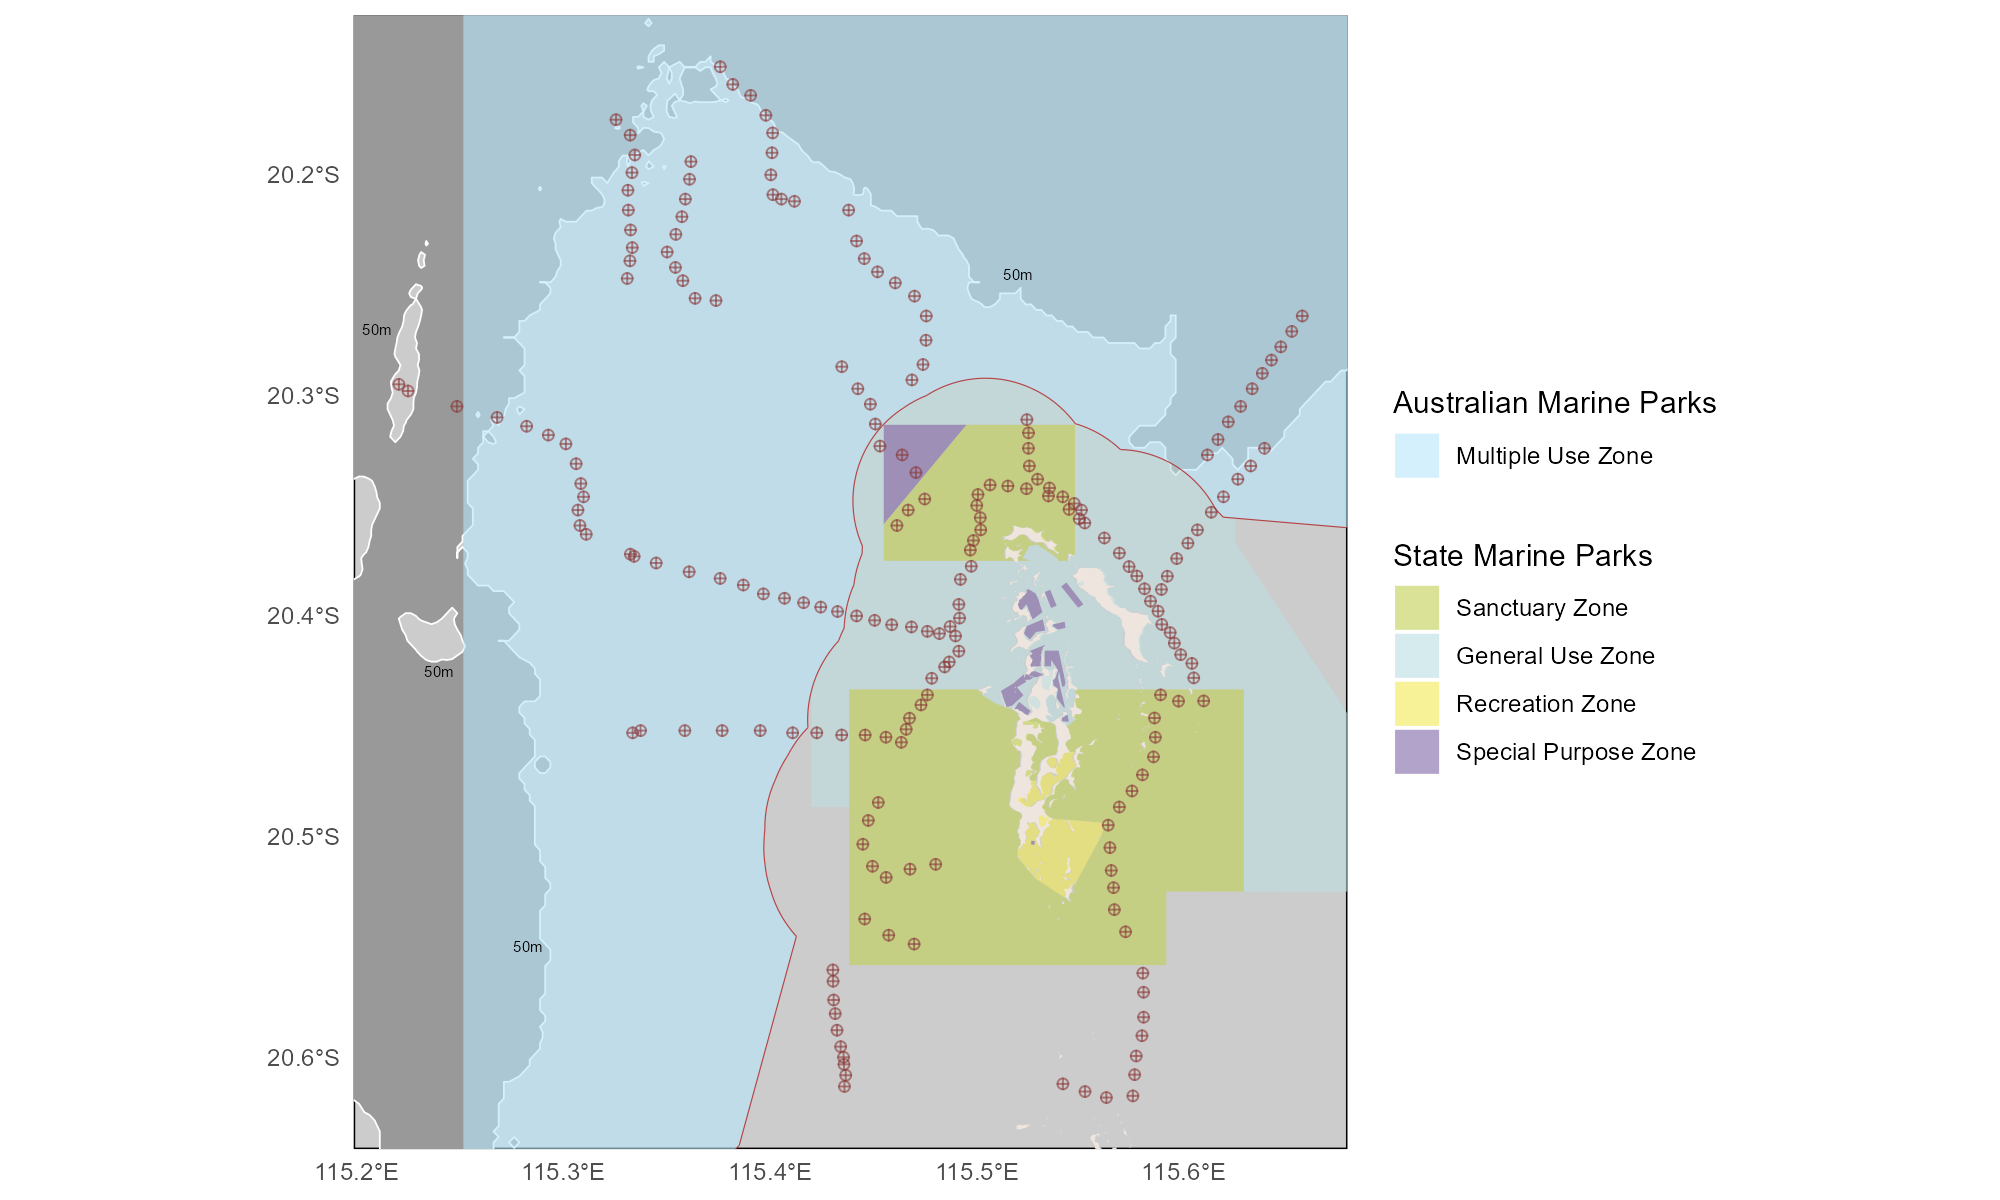 20.2°S
20.3°S
20.4°S
20.5°S
20.6°S
50m
50m
50m
50m
115.2°E
115.3°E
115.4°E
115.5°E
115.6°E
Australian Marine Parks
Multiple Use Zone
State Marine Parks
Sanctuary Zone
General Use Zone
Recreation Zone
Special Purpose Zone